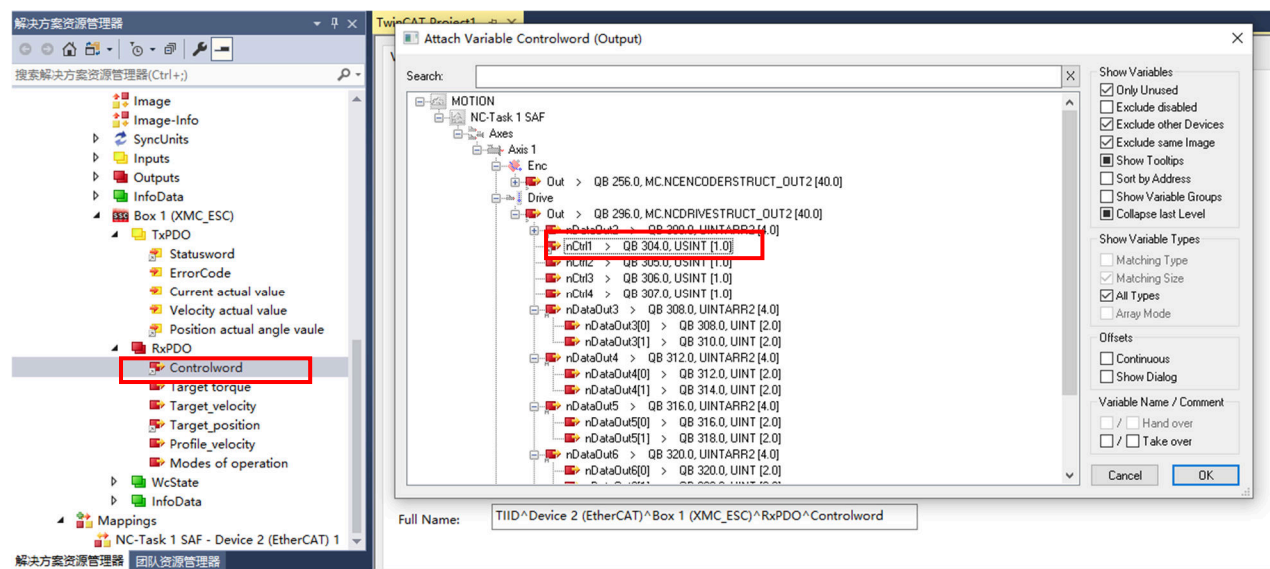 解决方案资源管理器
搜索解决方案资源管理器(Ctrl+;)
Image
Image-Info
SyncUnits
Inputs
Outputs
InfoData
Box 1 (XMC_ESC)
TxPDO
Statusword
ErrorCode
Current actual value
Velocity actual value
Position actual angle vaule
RxPDO
Controlword
Target torque
Target_velocity
Target_position
Profile_velocity
Modes of operation
WcState
InfoData
Mappings
NC-Task 1 SAF - Device 2 (EtherCAT) 1
解决方案资源管理器 团队资源管理器
TwinCAT Project1
Attach Variable Controlword (Output)
Search:
MOTION
NC-Task 1 SAF
Axes
Axis 1
Enc
Out > QB 256.0, MC.NCENCODERSTRUCT_OUT2 [40.0]
Drive
Out > QB 296.0, MC.NCDRIVESTRUCT_OUT2 [40.0]
nDataOut2 > QB 300.0, UINTARR2 [4.0]
nCtrl1 > QB 304.0, USINT [1.0]
nCtrl2 > QB 305.0, USINT [1.0]
nCtrl3 > QB 306.0, USINT [1.0]
nCtrl4 > QB 307.0, USINT [1.0]
nDataOut3 > QB 308.0, UINTARR2 [4.0]
nDataOut3[0] > QB 308.0, UINT [2.0]
nDataOut3[1] > QB 310.0, UINT [2.0]
nDataOut4 > QB 312.0, UINTARR2 [4.0]
nDataOut4[0] > QB 312.0, UINT [2.0]
nDataOut4[1] > QB 314.0, UINT [2.0]
nDataOut5 > QB 316.0, UINTARR2 [4.0]
nDataOut5[0] > QB 316.0, UINT [2.0]
nDataOut5[1] > QB 318.0, UINT [2.0]
nDataOut6 > QB 320.0, UINTARR2 [4.0]
nDataOut6[0] > QB 320.0, UINT [2.0]
Show Variables
Only Unused
Exclude disabled
Exclude other Devices
Exclude same Image
Show Tooltips
Sort by Address
Show Variable Groups
Collapse last Level
Show Variable Types
Matching Type
Matching Size
All Types
Array Mode
Offsets
Continuous
Show Dialog
Variable Name / Comment
/ Hand over
/ Take over
Cancel OK
Full Name: TIID^Device 2 (EtherCAT)^Box 1 (XMC_ESC)^RxPDO^Controlword